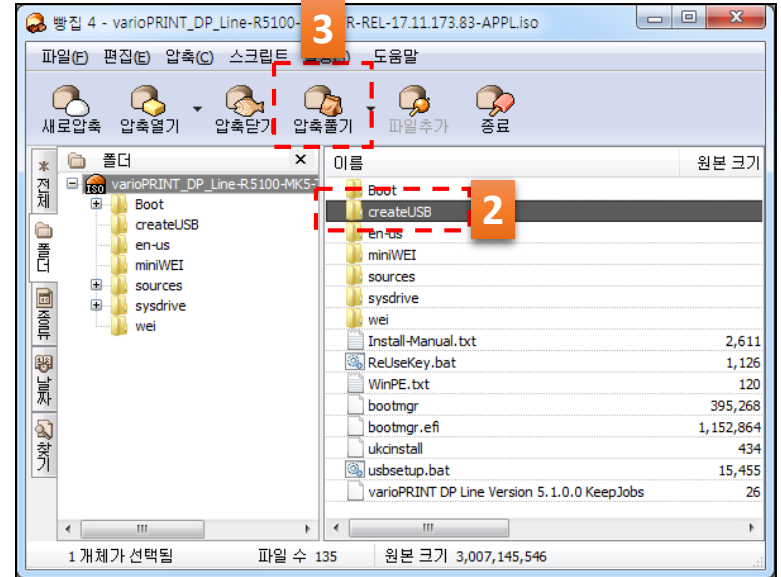 빵집 4 - varioPRINT_DP_Line-R5100- R-REL-17.11.173.83-APPL.iso
3
파일(F) 편집(E) 압축(C) 스크립트 도움말
새로압축 압축열기 압축닫기 압축풀기 파일추가 종료
전체
폴더
종류
날짜
찾기
폴더
ISO varioPRINT_DP_Line-R5100-MK5-
Boot
createUSB
en-us
miniWEI
sources
sysdrive
wei
이름 원본 크기
Boot
createUSB
2
en-us
miniWEI
sources
sysdrive
wei
Install-Manual.txt 2,611
ReUseKey.bat 1,126
WinPE.txt 120
bootmgr 395,268
bootmgr.efi 1,152,864
ukcinstall 434
usbsetup.bat 15,455
varioPRINT DP Line Version 5.1.0.0 KeepJobs 26
1 개체가 선택됨 파일 수 135 원본 크기 3,007,145,546